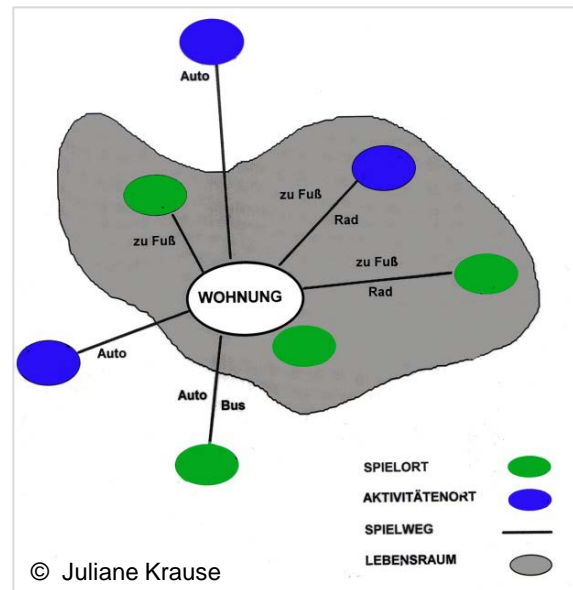 Auto
zu Fuß
Rad
zu Fuß
zu Fuß
Rad
WOHNUNG
Auto
Auto
Bus
SPIELORT
AKTIVITÄTENORT
SPIELWEG
LEBENSRAUM
© Juliane Krause